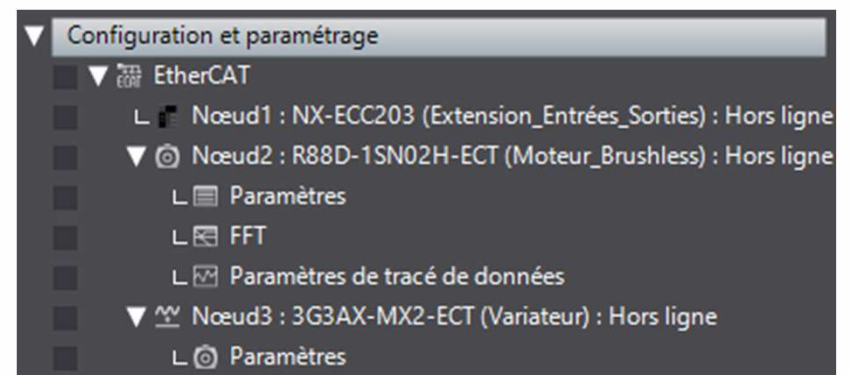 Configuration et paramétrage
EtherCAT
Nœud1 : NX-ECC203 (Extension_Entrées_Sorties) : Hors ligne
Nœud2 : R88D-1SN02H-ECT (Moteur_Brushless) : Hors ligne
Paramètres
FFT
Paramètres de tracé de données
Nœud3 : 3G3AX-MX2-ECT (Variateur) : Hors ligne
Paramètres